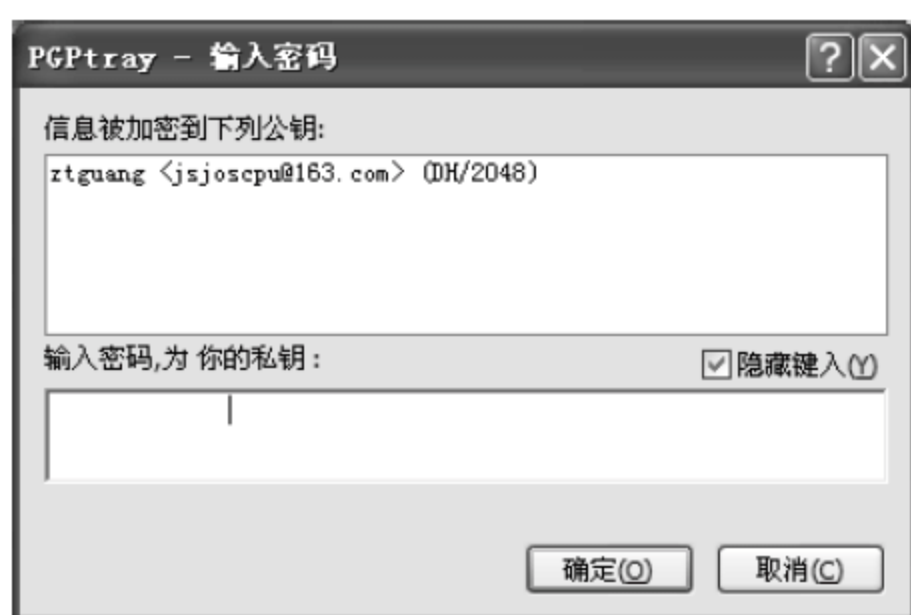 PGPtray - 输入密码
信息被加密到下列公钥:
ztguang <jsjoscpu@163.com> (DH/2048)
输入密码,为 你的私钥:
隐藏键入(Y)
确定(O)
取消(C)